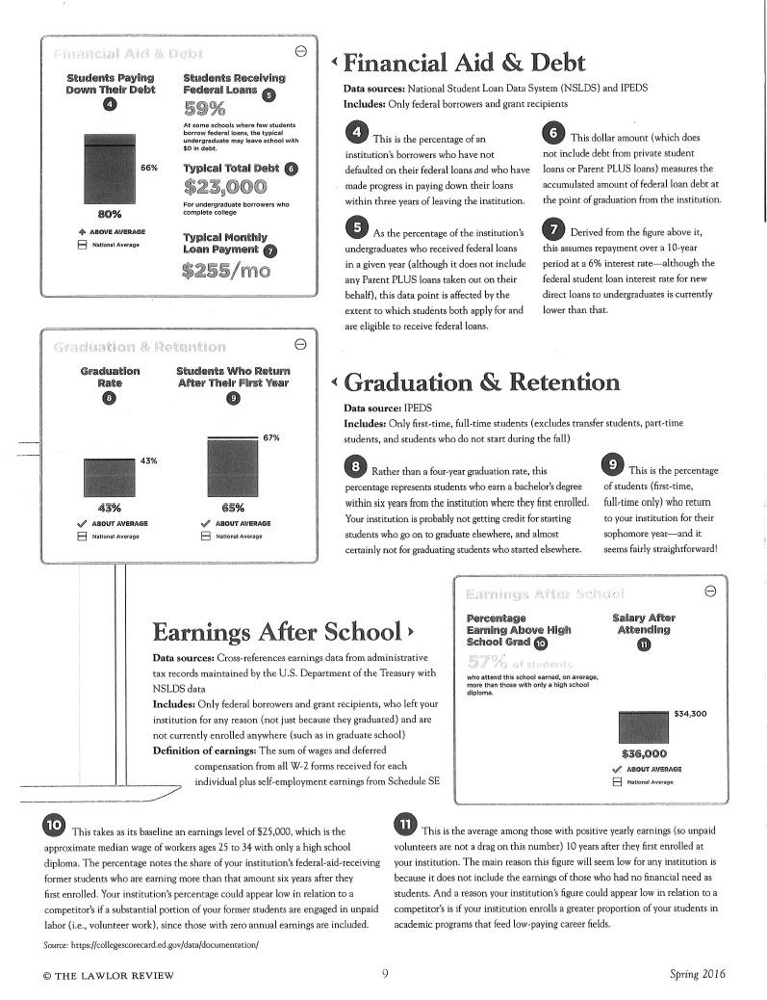 Financial Aid & Debt
Students Paying
Down Their Debt
4
66%
80%
ABOVE AVERAGE
National Average
Students Receiving
Federal Loans 5
59%
At some schools where few students
borrow federal loans, the typical
undergraduate may leave school with
$0 in debt.
Typical Total Debt 6
$23,000
For undergraduate borrowers who
complete college
Typical Monthly
Loan Payment 7
$255/mo
Financial Aid & Debt
Data sources: National Student Loan Data System (NSLDS) and IPEDS
Includes: Only federal borrowers and grant recipients
4 This is the percentage of an
institution's borrowers who have not
defaulted on their federal loans and who have
made progress in paying down their loans
within three years of leaving the institution.
5 As the percentage of the institution's
undergraduates who received federal loans
in a given year (although it does not include
any Parent PLUS loans taken out on their
behalf), this data point is affected by the
extent to which students both apply for and
are eligible to receive federal loans.
6 This dollar amount (which does
not include debt from private student
loans or Parent PLUS loans) measures the
accumulated amount of federal loan debt at
the point of graduation from the institution.
7 Derived from the figure above it,
this assumes repayment over a 10-year
period at a 6% interest rate—although the
federal student loan interest rate for new
direct loans to undergraduates is currently
lower than that.
Graduation & Retention
Graduation
Rate
8
43%
43%
ABOUT AVERAGE
National Average
Students Who Return
After Their First Year
9
67%
65%
ABOUT AVERAGE
National Average
Graduation & Retention
Data source: IPEDS
Includes: Only first-time, full-time students (excludes transfer students, part-time
students, and students who do not start during the fall)
8 Rather than a four-year graduation rate, this
percentage represents students who earn a bachelor's degree
within six years from the institution where they first enrolled.
Your institution is probably not getting credit for starting
students who go on to graduate elsewhere, and almost
certainly not for graduating students who started elsewhere.
9 This is the percentage
of students (first-time,
full-time only) who return
to your institution for their
sophomore year—and it
seems fairly straightforward!
Earnings After School
Data sources: Cross-references earnings data from administrative
tax records maintained by the U.S. Department of the Treasury with
NSLDS data
Includes: Only federal borrowers and grant recipients, who left your
institution for any reason (not just because they graduated) and are
not currently enrolled anywhere (such as in graduate school)
Definition of earnings: The sum of wages and deferred
compensation from all W-2 forms received for each
individual plus self-employment earnings from Schedule SE
Earnings After School
Percentage
Earning Above High
School Grad 10
57% of students
who attend this school earned, on average,
more than those with only a high school
diploma.
Salary After
Attending
11
$34,300
$36,000
ABOUT AVERAGE
National Average
10 This takes as its baseline an earnings level of $25,000, which is the
approximate median wage of workers ages 25 to 34 with only a high school
diploma. The percentage notes the share of your institution's federal-aid-receiving
former students who are earning more than that amount six years after they
first enrolled. Your institution's percentage could appear low in relation to a
competitor's if a substantial portion of your former students are engaged in unpaid
labor (i.e., volunteer work), since those with zero annual earnings are included.
Source: https://collegescorecard.ed.gov/data/documentation/
11 This is the average among those with positive yearly earnings (so unpaid
volunteers are not a drag on this number) 10 years after they first enrolled at
your institution. The main reason this figure will seem low for any institution is
because it does not include the earnings of those who had no financial need as
students. And a reason your institution's figure could appear low in relation to a
competitor's is if your institution enrolls a greater proportion of your students in
academic programs that feed low-paying career fields.
© THE LAWLOR REVIEW
9
Spring 2016